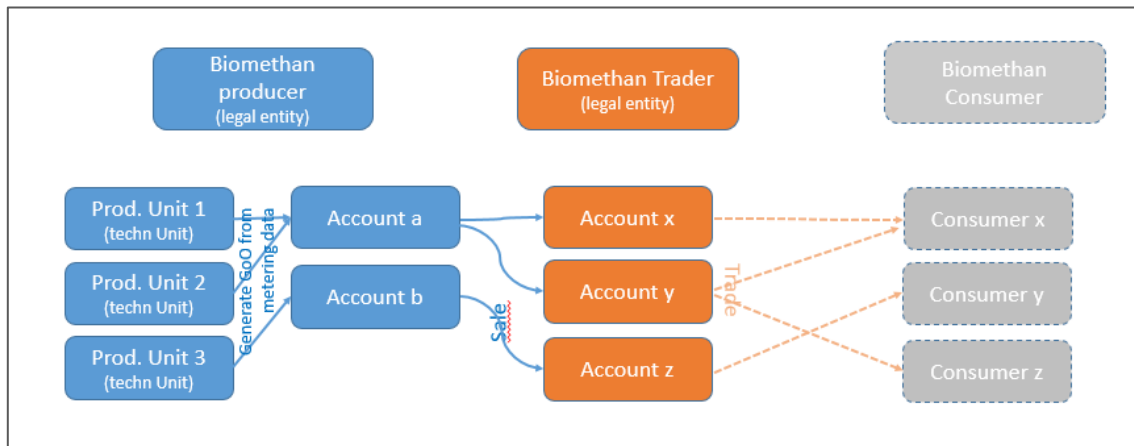 Biomethan
producer
(legal entity)
Biomethan Trader
(legal entity)
Biomethan
Consumer
Prod. Unit 1
(techn Unit)
Prod. Unit 2
(techn Unit)
Prod. Unit 3
(techn Unit)
Generate GoO from
metering data
Account a
Account b
Sale
Account x
Account y
Account z
Trade
Consumer x
Consumer y
Consumer z